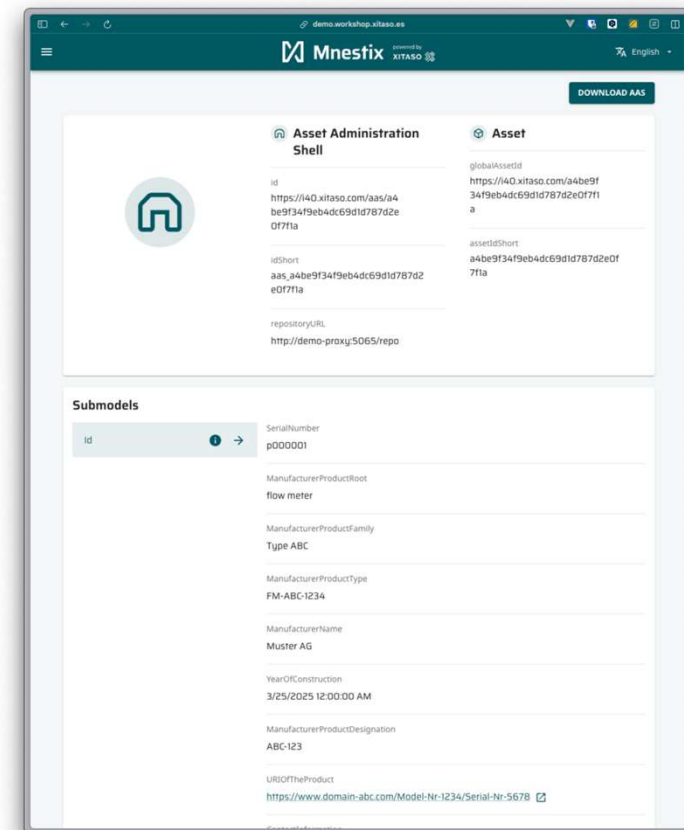 demo.workshop.xitaso.es
Mnestix
powered by
XITASO
English
DOWNLOAD AAS
Asset Administration
Shell
id
https://i40.xitaso.com/aas/a4
be9f34f9eb4dc69d1d787d2e
0f7f1a
idShort
aas_a4be9f34f9eb4dc69d1d787d2
e0f7f1a
repositoryURL
http://demo-proxy:5065/repo
Asset
globalAssetId
https://i40.xitaso.com/a4be9f
34f9eb4dc69d1d787d2e0f7f1
a
assetIdShort
a4be9f34f9eb4dc69d1d787d2e0f
7f1a
Submodels
Id
SerialNumber
p000001
ManufacturerProductRoot
flow meter
ManufacturerProductFamily
Type ABC
ManufacturerProductType
FM-ABC-1234
ManufacturerName
Muster AG
YearOfConstruction
3/25/2025 12:00:00 AM
ManufacturerProductDesignation
ABC-123
URIOfTheProduct
https://www.domain-abc.com/Model-Nr-1234/Serial-Nr-5678